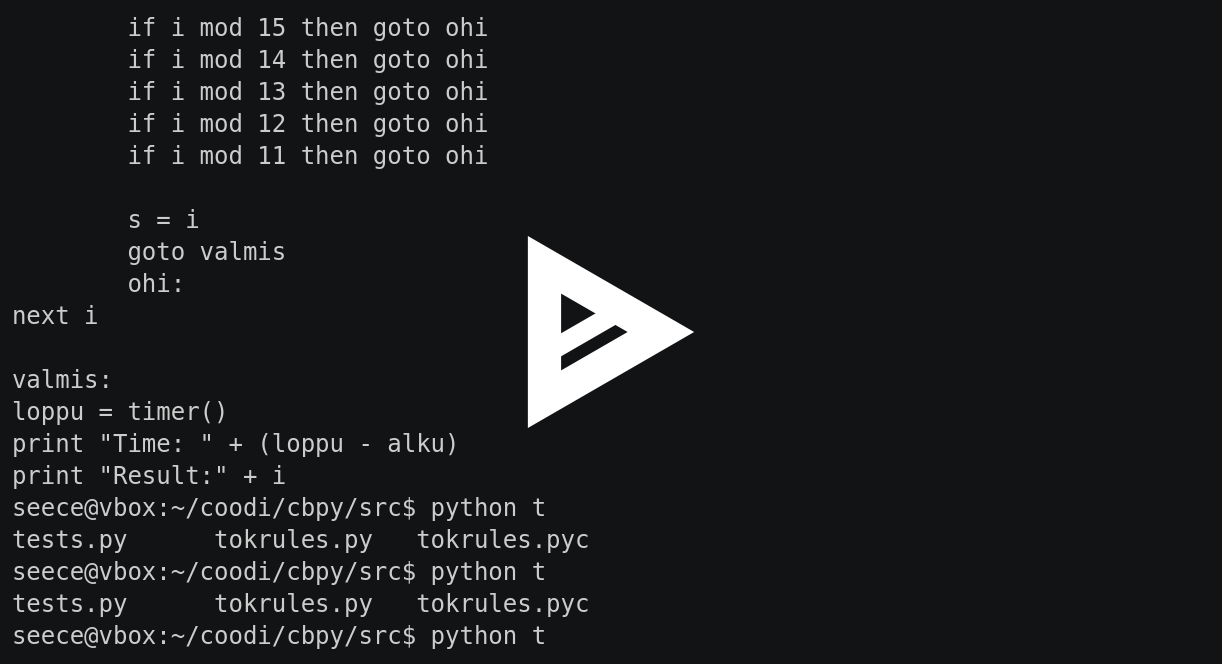 if i mod 15 then goto ohi
if i mod 14 then goto ohi
if i mod 13 then goto ohi
if i mod 12 then goto ohi
if i mod 11 then goto ohi
s = i
goto valmis
ohi:
next i
valmis:
loppu = timer()
print "Time: " + (loppu - alku)
print "Result:" + i
seece@vbox:~/coodi/cbpy/src$ python t
tests.py      tokrules.py   tokrules.pyc
seece@vbox:~/coodi/cbpy/src$ python t
tests.py      tokrules.py   tokrules.pyc
seece@vbox:~/coodi/cbpy/src$ python t